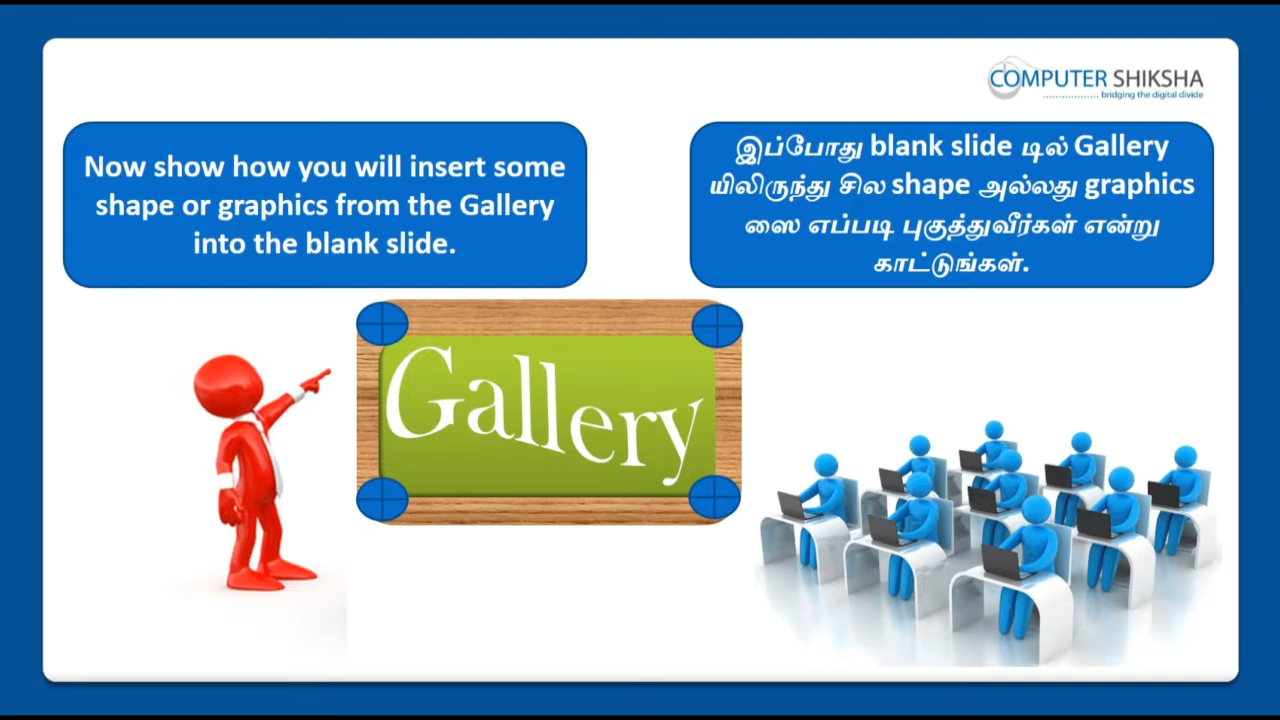 COMPUTER SHIKSHA
bridging the digital divide
Now show how you will insert some
shape or graphics from the Gallery
into the blank slide.
இப்போது blank slide டில் Gallery
யிலிருந்து சில shape அல்லது graphics
ஸை எப்படி புகுத்துவீர்கள் என்று
காட்டுங்கள்.
Gallery